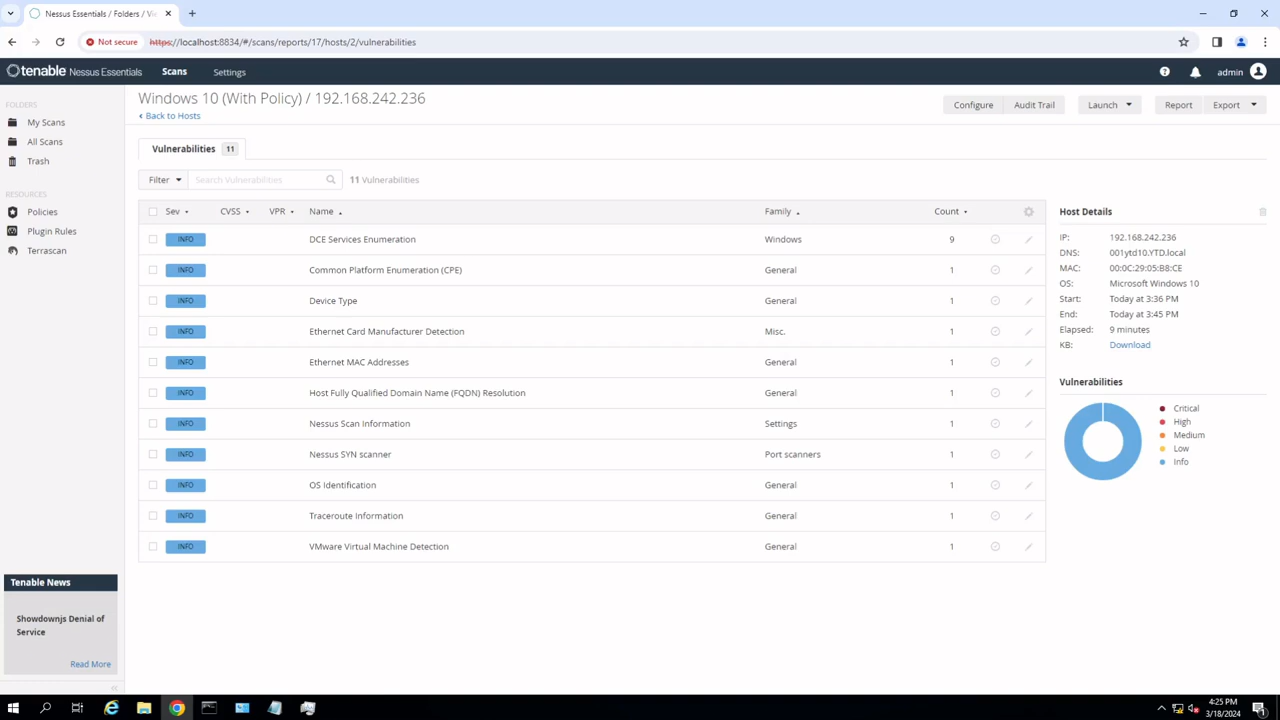 Nessus Essentials / Folders / Vie
Not secure https://localhost:8834/#/scans/reports/17/hosts/2/vulnerabilities
tenable Nessus Essentials Scans Settings admin
FOLDERS
My Scans
All Scans
Trash
RESOURCES
Policies
Plugin Rules
Terrascan
Tenable News
Showdownjs Denial of
Service
Read More
Windows 10 (With Policy) / 192.168.242.236
Back to Hosts
Configure Audit Trail Launch Report Export
Vulnerabilities 11
Filter Search Vulnerabilities 11 Vulnerabilities
Sev CVSS VPR Name Family Count
INFO DCE Services Enumeration Windows 9
INFO Common Platform Enumeration (CPE) General 1
INFO Device Type General 1
INFO Ethernet Card Manufacturer Detection Misc. 1
INFO Ethernet MAC Addresses General 1
INFO Host Fully Qualified Domain Name (FQDN) Resolution General 1
INFO Nessus Scan Information Settings 1
INFO Nessus SYN scanner Port scanners 1
INFO OS Identification General 1
INFO Traceroute Information General 1
INFO VMware Virtual Machine Detection General 1
Host Details
IP: 192.168.242.236
DNS: 001ytd10.YTD.local
MAC: 00:0C:29:05:B8:CE
OS: Microsoft Windows 10
Start: Today at 3:36 PM
End: Today at 3:45 PM
Elapsed: 9 minutes
KB: Download
Vulnerabilities
Critical
High
Medium
Low
Info
4:25 PM
3/18/2024